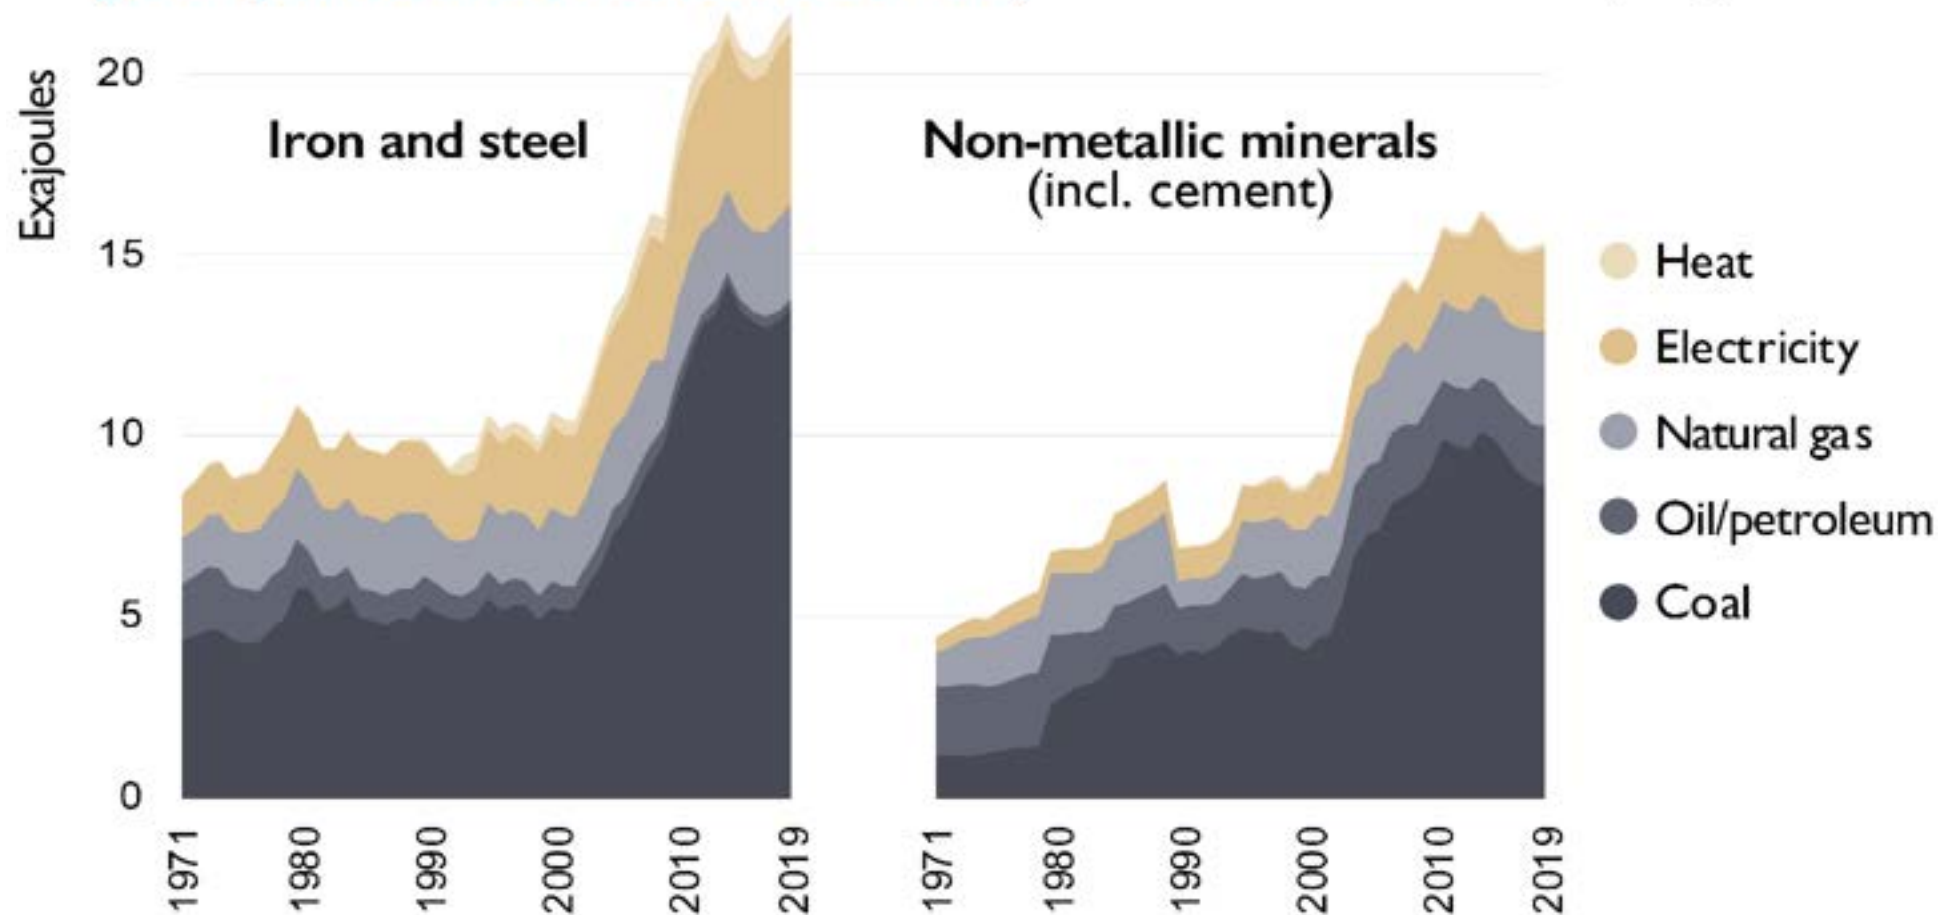 Exajoules
20
15
10
5
0
Iron and steel
Non-metallic minerals
(incl. cement)
Heat
Electricity
Natural gas
Oil/petroleum
Coal
1971
1980
1990
2000
2010
2019
1971
1980
1990
2000
2010
2019